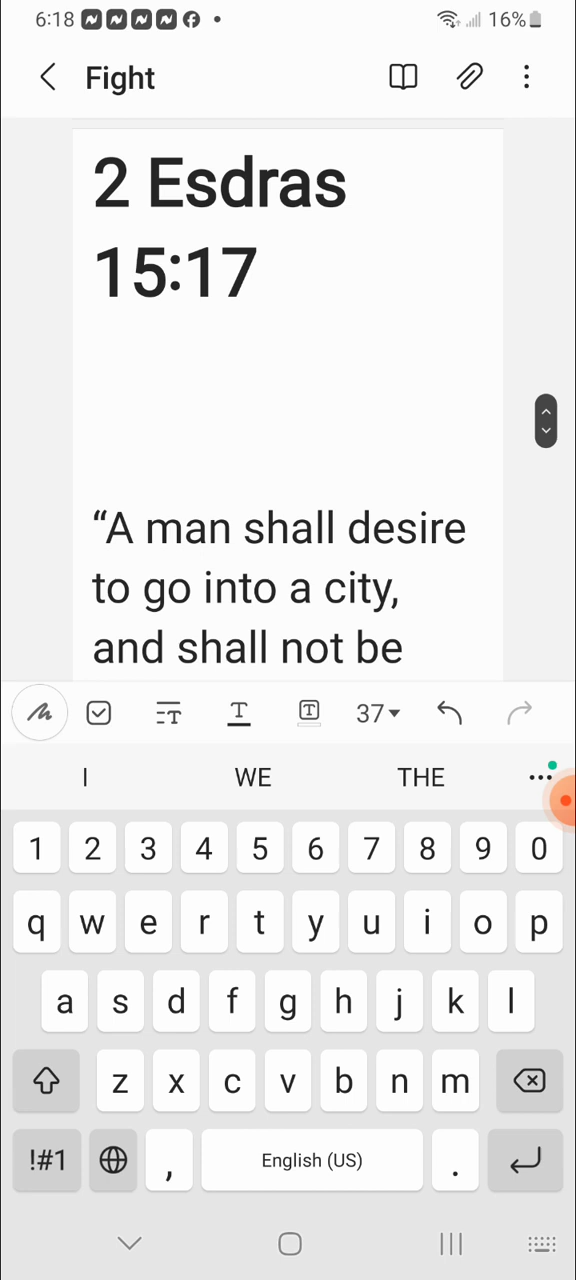 6:18 16%
Fight
2 Esdras
15:17
“A man shall desire
to go into a city,
and shall not be
37
I WE THE
1 2 3 4 5 6 7 8 9 0
q w e r t y u i o p
a s d f g h j k l
z x c v b n m
!#1 , English (US) .